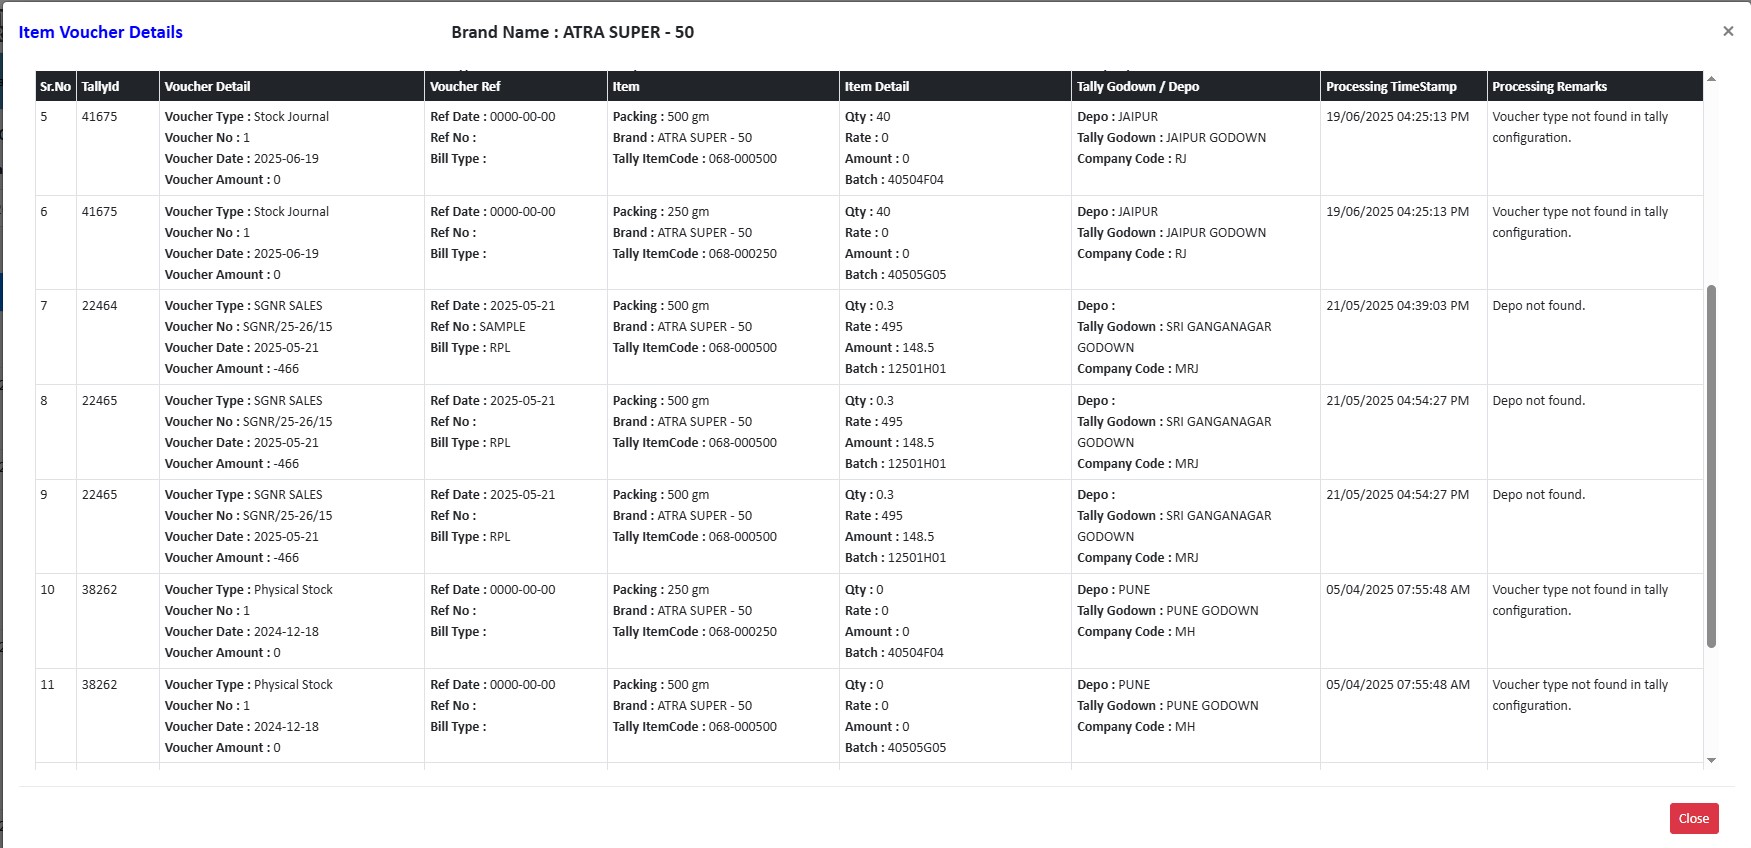 Item Voucher Details
Brand Name : ATRA SUPER - 50
×
Sr.No TallyId Voucher Detail Voucher Ref Item Item Detail Tally Godown / Depo Processing TimeStamp Processing Remarks
5 41675 Voucher Type : Stock Journal Ref Date : 0000-00-00 Packing : 500 gm Qty : 40 Depo : JAIPUR 19/06/2025 04:25:13 PM Voucher type not found in tally
Voucher No : 1 Ref No : Brand : ATRA SUPER - 50 Rate : 0 Tally Godown : JAIPUR GODOWN configuration.
Voucher Date : 2025-06-19 Bill Type : Tally ItemCode : 068-000500 Amount : 0 Company Code : RJ
Voucher Amount : 0 Batch : 40504F04
6 41675 Voucher Type : Stock Journal Ref Date : 0000-00-00 Packing : 250 gm Qty : 40 Depo : JAIPUR 19/06/2025 04:25:13 PM Voucher type not found in tally
Voucher No : 1 Ref No : Brand : ATRA SUPER - 50 Rate : 0 Tally Godown : JAIPUR GODOWN configuration.
Voucher Date : 2025-06-19 Bill Type : Tally ItemCode : 068-000250 Amount : 0 Company Code : RJ
Voucher Amount : 0 Batch : 40505G05
7 22464 Voucher Type : SGNR SALES Ref Date : 2025-05-21 Packing : 500 gm Qty : 0.3 Depo : 21/05/2025 04:39:03 PM Depo not found.
Voucher No : SGNR/25-26/15 Ref No : SAMPLE Brand : ATRA SUPER - 50 Rate : 495 Tally Godown : SRI GANGANAGAR
Voucher Date : 2025-05-21 Bill Type : RPL Tally ItemCode : 068-000500 Amount : 148.5 GODOWN
Voucher Amount : -466 Batch : 12501H01 Company Code : MRJ
8 22465 Voucher Type : SGNR SALES Ref Date : 2025-05-21 Packing : 500 gm Qty : 0.3 Depo : 21/05/2025 04:54:27 PM Depo not found.
Voucher No : SGNR/25-26/15 Ref No : Brand : ATRA SUPER - 50 Rate : 495 Tally Godown : SRI GANGANAGAR
Voucher Date : 2025-05-21 Bill Type : RPL Tally ItemCode : 068-000500 Amount : 148.5 GODOWN
Voucher Amount : -466 Batch : 12501H01 Company Code : MRJ
9 22465 Voucher Type : SGNR SALES Ref Date : 2025-05-21 Packing : 500 gm Qty : 0.3 Depo : 21/05/2025 04:54:27 PM Depo not found.
Voucher No : SGNR/25-26/15 Ref No : Brand : ATRA SUPER - 50 Rate : 495 Tally Godown : SRI GANGANAGAR
Voucher Date : 2025-05-21 Bill Type : RPL Tally ItemCode : 068-000500 Amount : 148.5 GODOWN
Voucher Amount : -466 Batch : 12501H01 Company Code : MRJ
10 38262 Voucher Type : Physical Stock Ref Date : 0000-00-00 Packing : 250 gm Qty : 0 Depo : PUNE 05/04/2025 07:55:48 AM Voucher type not found in tally
Voucher No : 1 Ref No : Brand : ATRA SUPER - 50 Rate : 0 Tally Godown : PUNE GODOWN configuration.
Voucher Date : 2024-12-18 Bill Type : Tally ItemCode : 068-000250 Amount : 0 Company Code : MH
Voucher Amount : 0 Batch : 40504F04
11 38262 Voucher Type : Physical Stock Ref Date : 0000-00-00 Packing : 500 gm Qty : 0 Depo : PUNE 05/04/2025 07:55:48 AM Voucher type not found in tally
Voucher No : 1 Ref No : Brand : ATRA SUPER - 50 Rate : 0 Tally Godown : PUNE GODOWN configuration.
Voucher Date : 2024-12-18 Bill Type : Tally ItemCode : 068-000500 Amount : 0 Company Code : MH
Voucher Amount : 0 Batch : 40505G05
Close